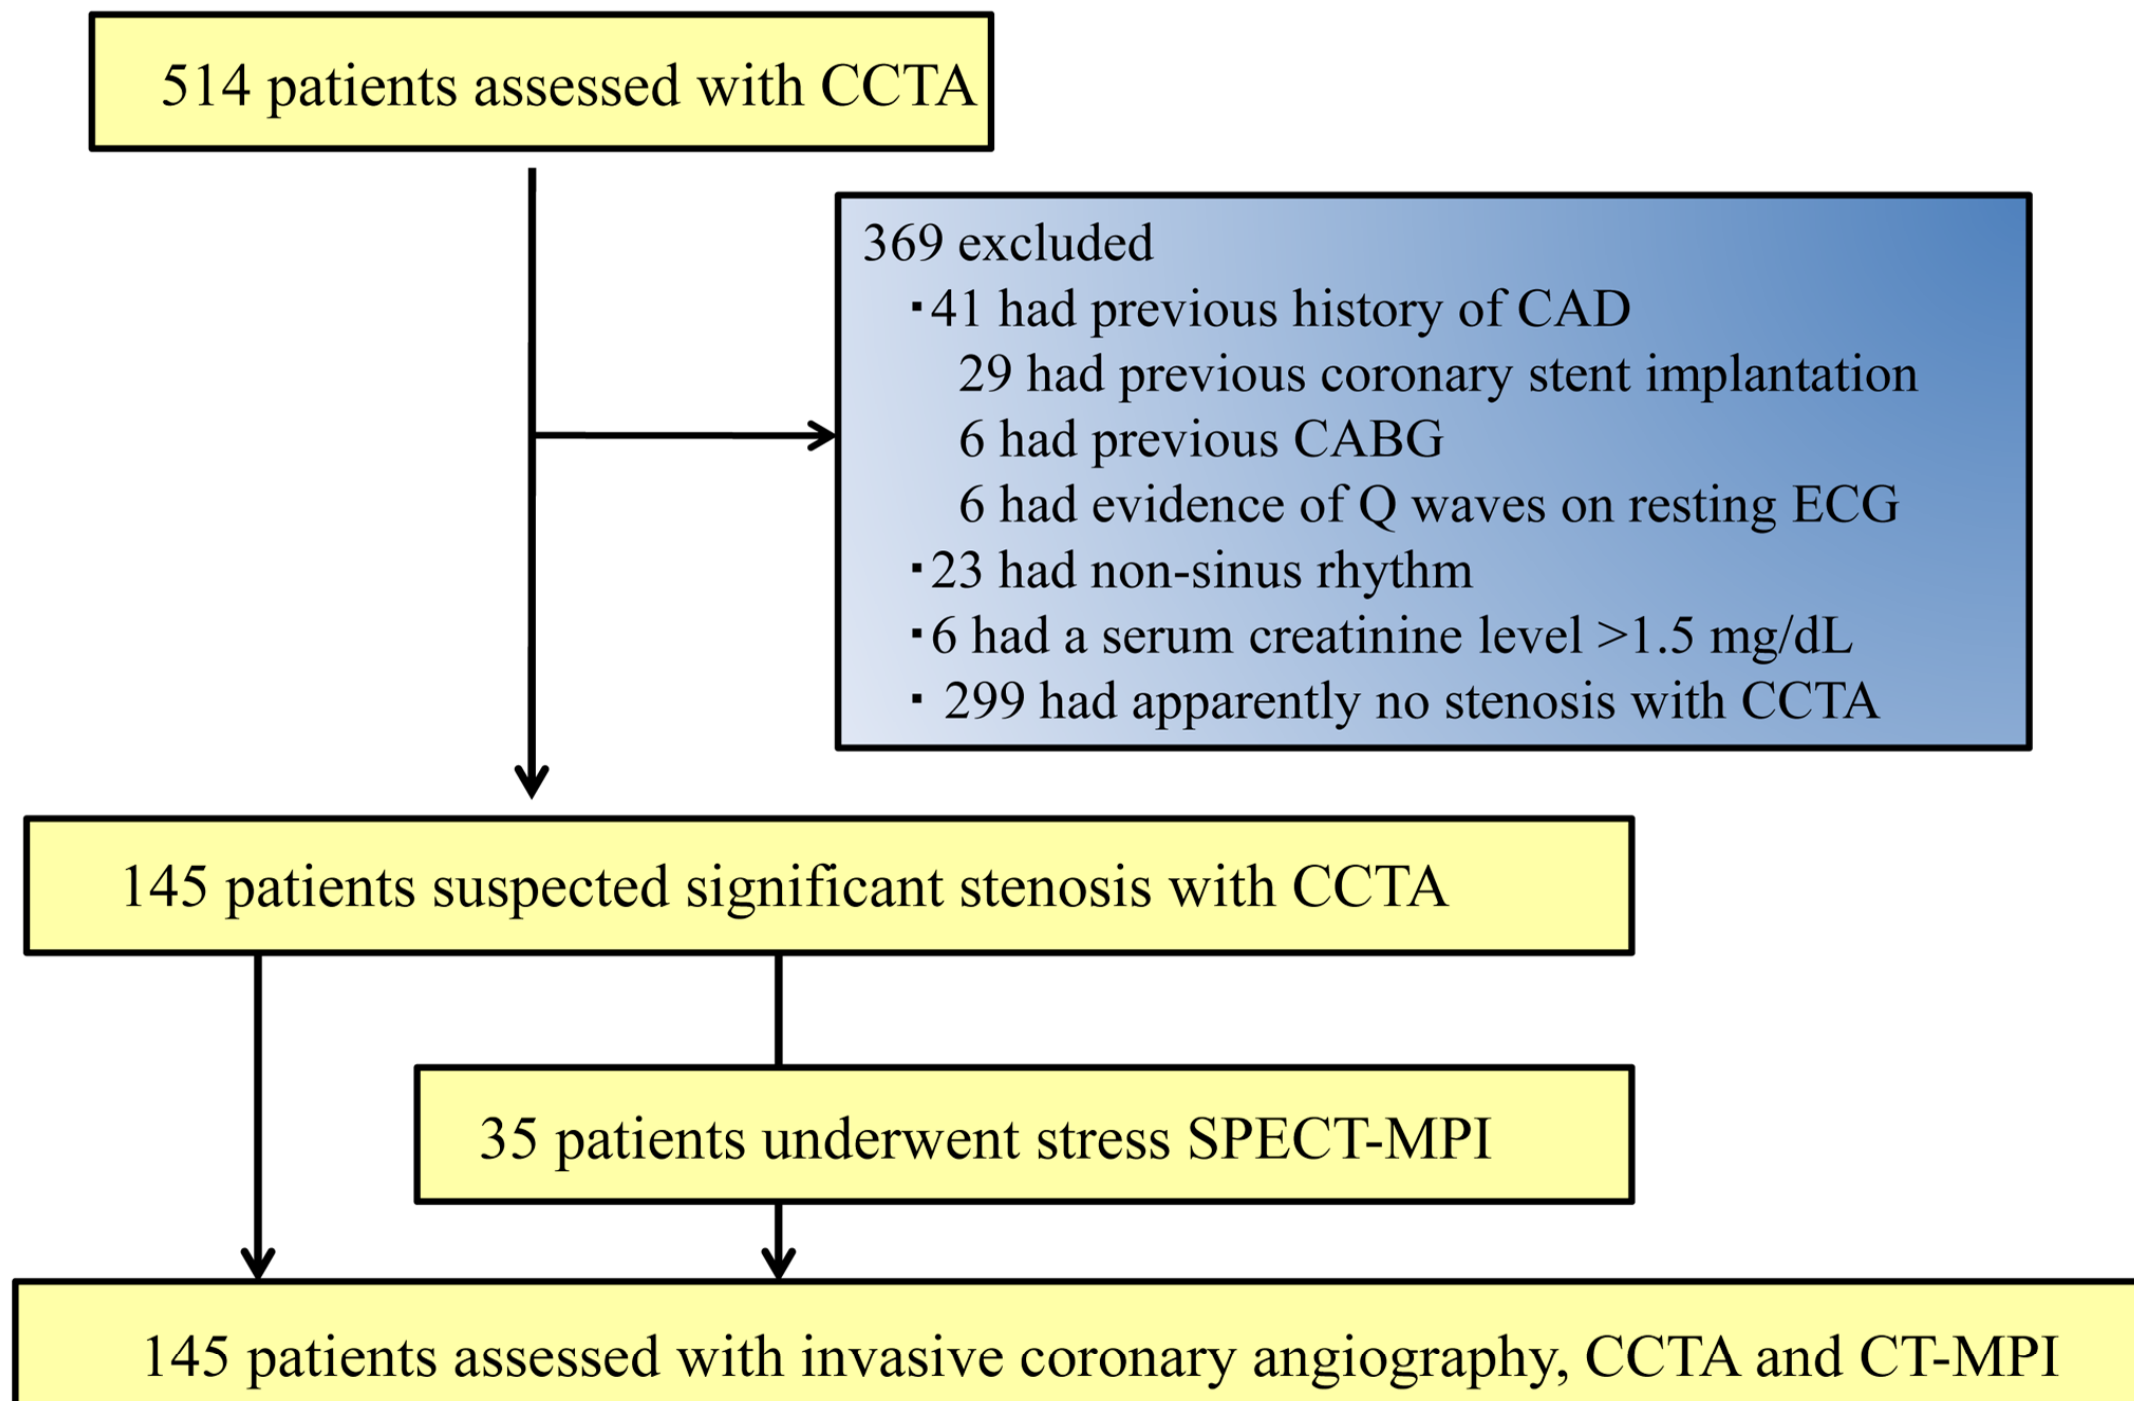 514 patients assessed with CCTA
369 excluded
･41 had previous history of CAD
29 had previous coronary stent implantation
6 had previous CABG
6 had evidence of Q waves on resting ECG
･23 had non-sinus rhythm
･6 had a serum creatinine level >1.5 mg/dL
･ 299 had apparently no stenosis with CCTA
145 patients suspected significant stenosis with CCTA
35 patients underwent stress SPECT-MPI
145 patients assessed with invasive coronary angiography, CCTA and CT-MPI